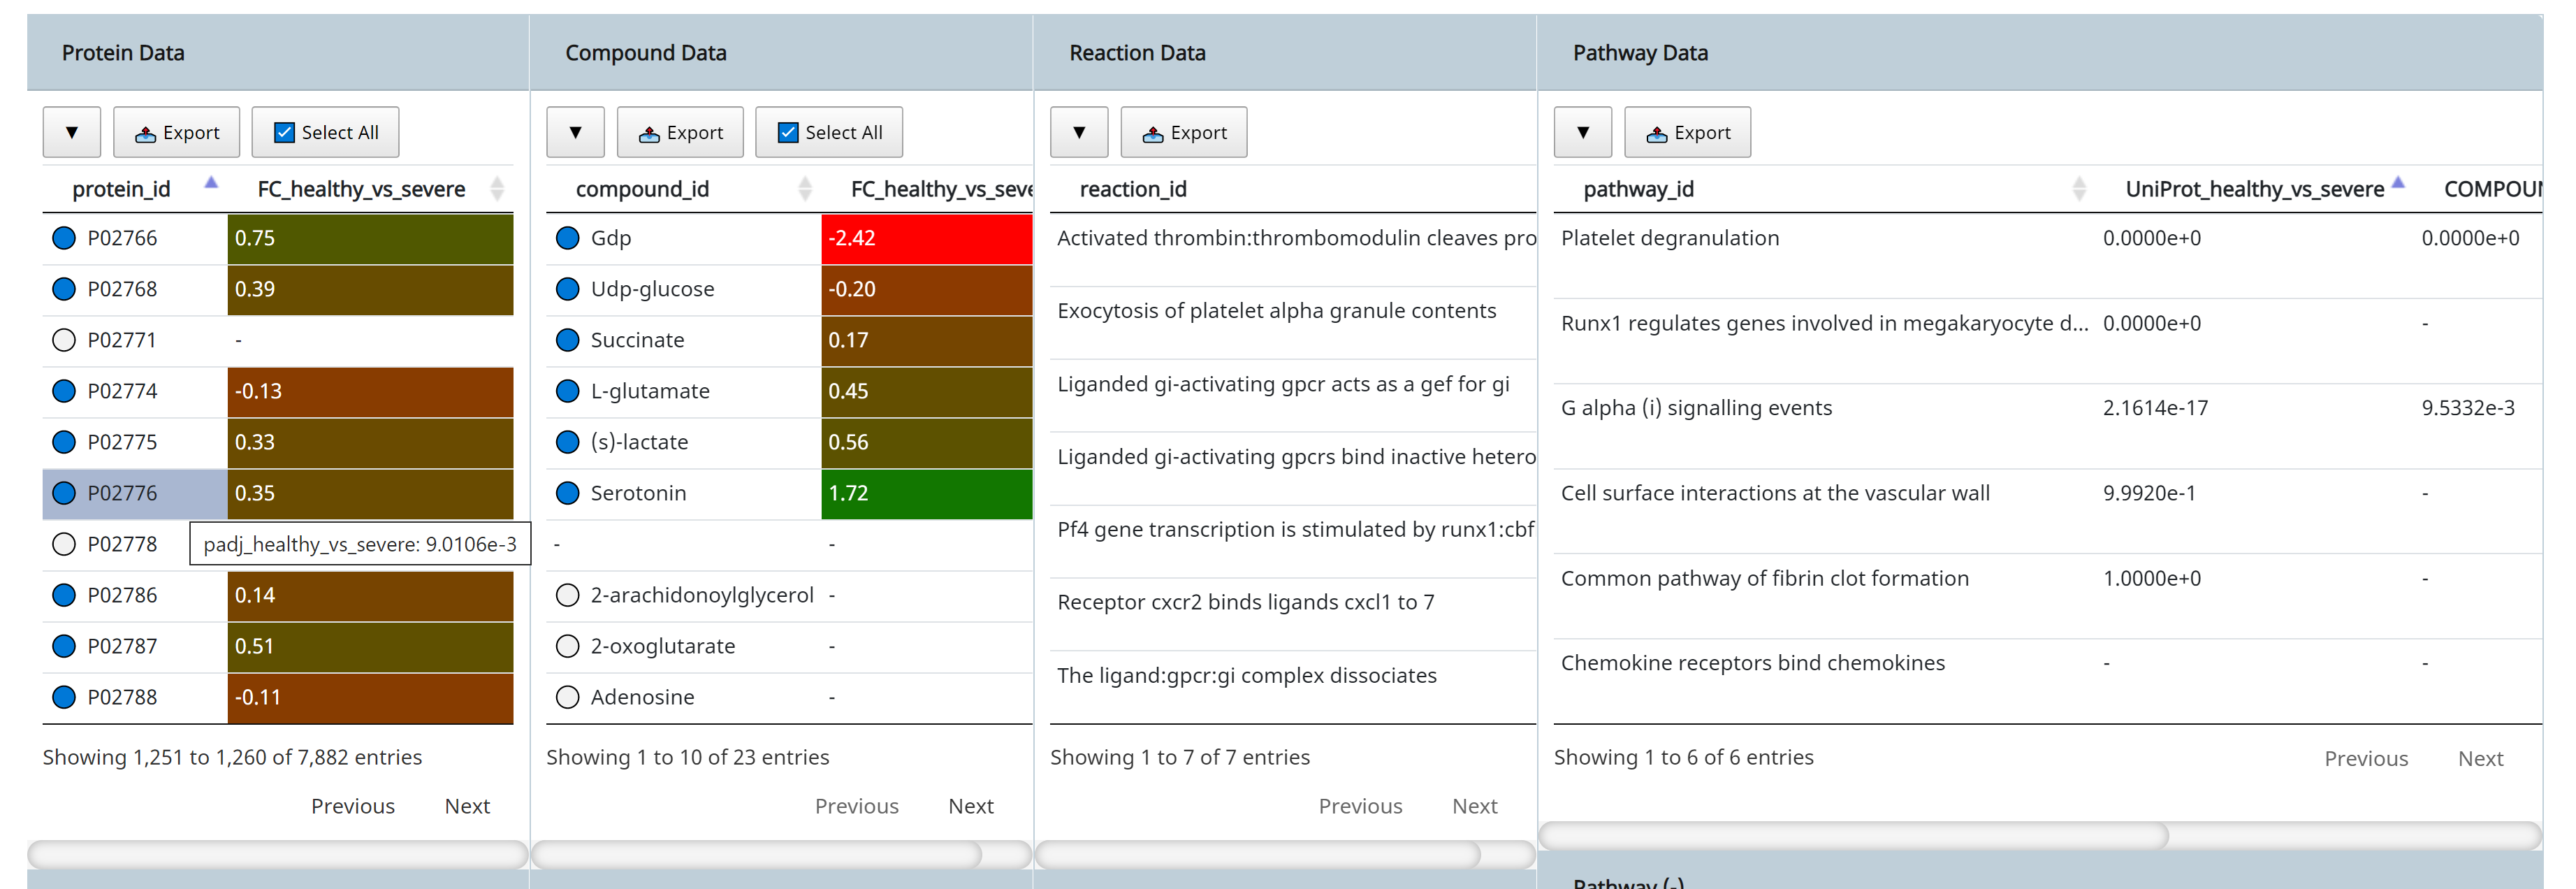 Protein Data
▼ Export Select All
protein_id FC_healthy_vs_severe
P02766 0.75
P02768 0.39
P02771 -
P02774 -0.13
P02775 0.33
P02776 0.35
P02778
padj_healthy_vs_severe: 9.0106e-3
P02786 0.14
P02787 0.51
P02788 -0.11
Showing 1,251 to 1,260 of 7,882 entries
Previous Next
Compound Data
▼ Export Select All
compound_id FC_healthy_vs_seve
Gdp -2.42
Udp-glucose -0.20
Succinate 0.17
L-glutamate 0.45
(s)-lactate 0.56
Serotonin 1.72
- -
2-arachidonoylglycerol -
2-oxoglutarate -
Adenosine -
Showing 1 to 10 of 23 entries
Previous Next
Reaction Data
▼ Export
reaction_id
Activated thrombin:thrombomodulin cleaves pro
Exocytosis of platelet alpha granule contents
Liganded gi-activating gpcr acts as a gef for gi
Liganded gi-activating gpcrs bind inactive hetero
Pf4 gene transcription is stimulated by runx1:cbf
Receptor cxcr2 binds ligands cxcl1 to 7
The ligand:gpcr:gi complex dissociates
Showing 1 to 7 of 7 entries
Previous Next
Pathway Data
▼ Export
pathway_id UniProt_healthy_vs_severe COMPOUN
Platelet degranulation 0.0000e+0 0.0000e+0
Runx1 regulates genes involved in megakaryocyte d... 0.0000e+0 -
G alpha (i) signalling events 2.1614e-17 9.5332e-3
Cell surface interactions at the vascular wall 9.9920e-1 -
Common pathway of fibrin clot formation 1.0000e+0 -
Chemokine receptors bind chemokines - -
Showing 1 to 6 of 6 entries
Previous Next
Pathway (-)